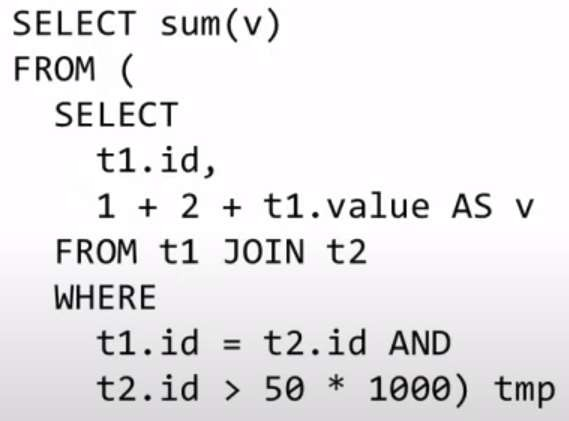 SELECT sum(v)
FROM (
SELECT
t1.id,
1 + 2 + t1.value AS v
FROM t1 JOIN t2
WHERE
t1.id = t2.id AND
t2.id > 50 * 1000) tmp